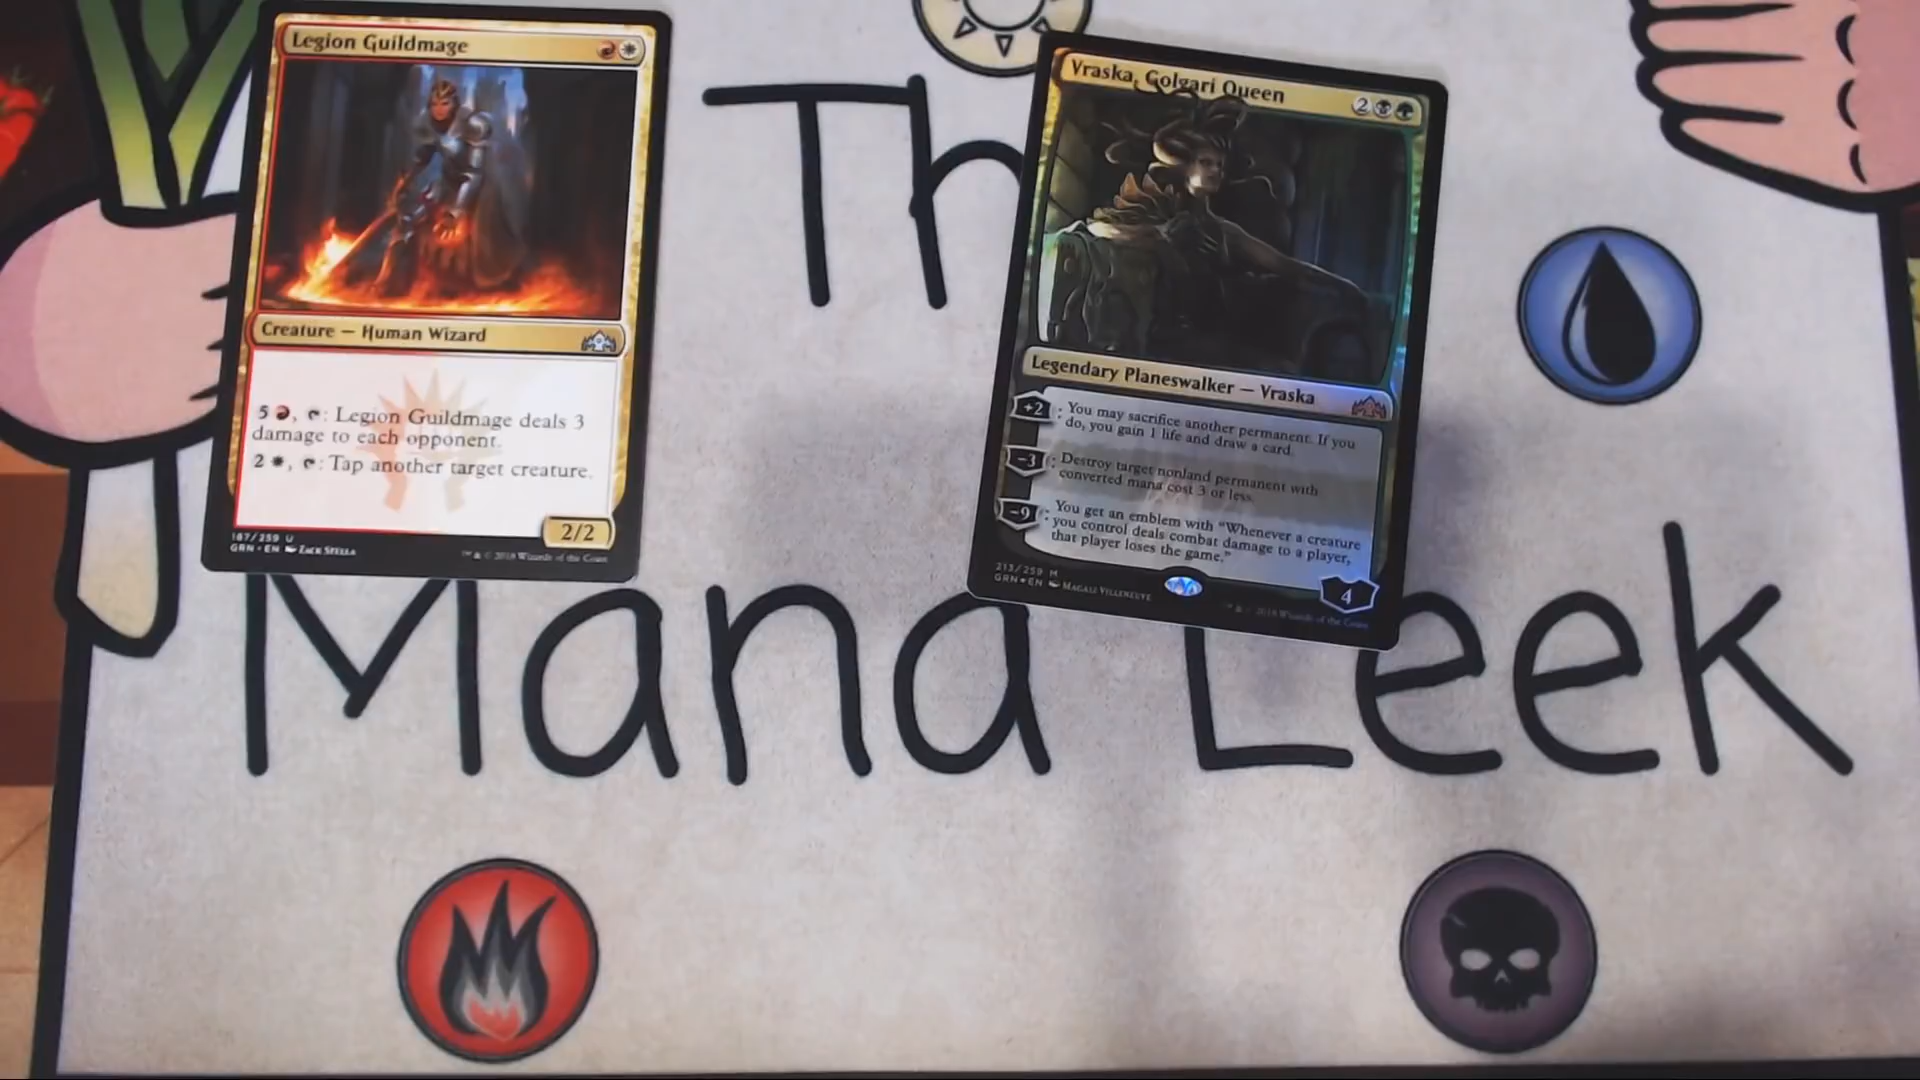 Legion Guildmage
Creature — Human Wizard
5 , : Legion Guildmage deals 3
damage to each opponent.
2 , : Tap another target creature.
2/2
187/259 U
GRN • EN Zack Stella
™ & © 2018 Wizards of the Coast
Vraska, Golgari Queen
2
Legendary Planeswalker — Vraska
+2 : You may sacrifice another permanent. If you
do, you gain 1 life and draw a card.
−3 : Destroy target nonland permanent with
converted mana cost 3 or less.
−9 : You get an emblem with “Whenever a creature
you control deals combat damage to a player,
that player loses the game.”
4
213/259 M
GRN ★ EN Magali Villeneuve
™ & © 2018 Wizards of the Coast
Th
Mana Leek